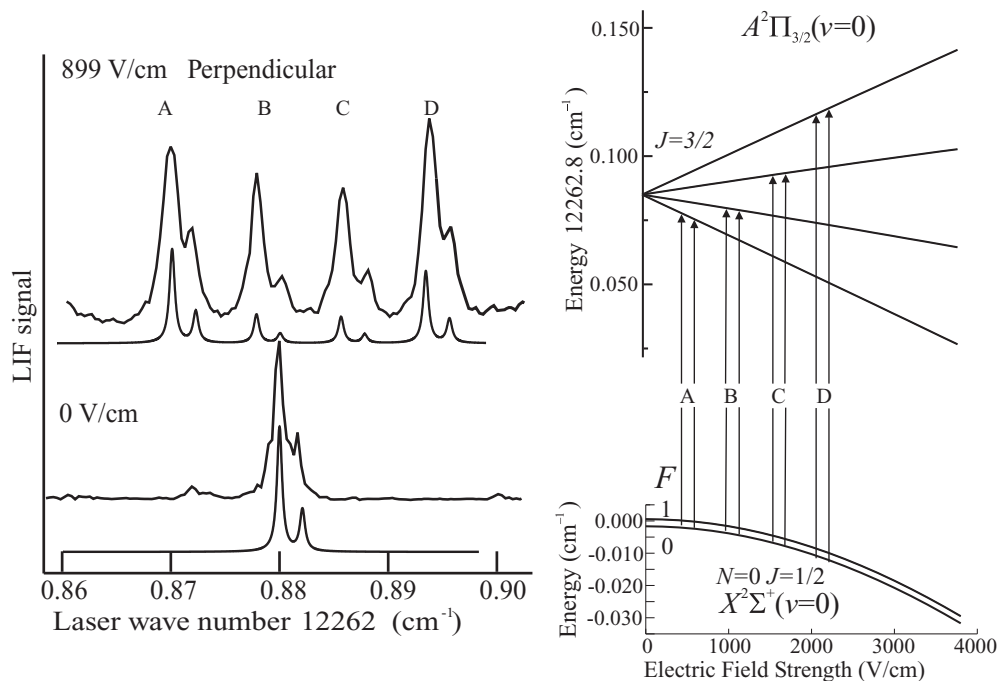 899 V/cm Perpendicular
A B C D
LIF signal
0 V/cm
0.86 0.87 0.88 0.89 0.90
Laser wave number 12262 (cm⁻¹)
A²Π₃/₂(v=0)
0.150
0.100
0.050
Energy 12262.8 (cm⁻¹)
J=3/2
A B C D
F
1
0
0.000
-0.010
-0.020
-0.030
Energy (cm⁻¹)
N=0 J=1/2
X²Σ⁺(v=0)
0 1000 2000 3000 4000
Electric Field Strength (V/cm)